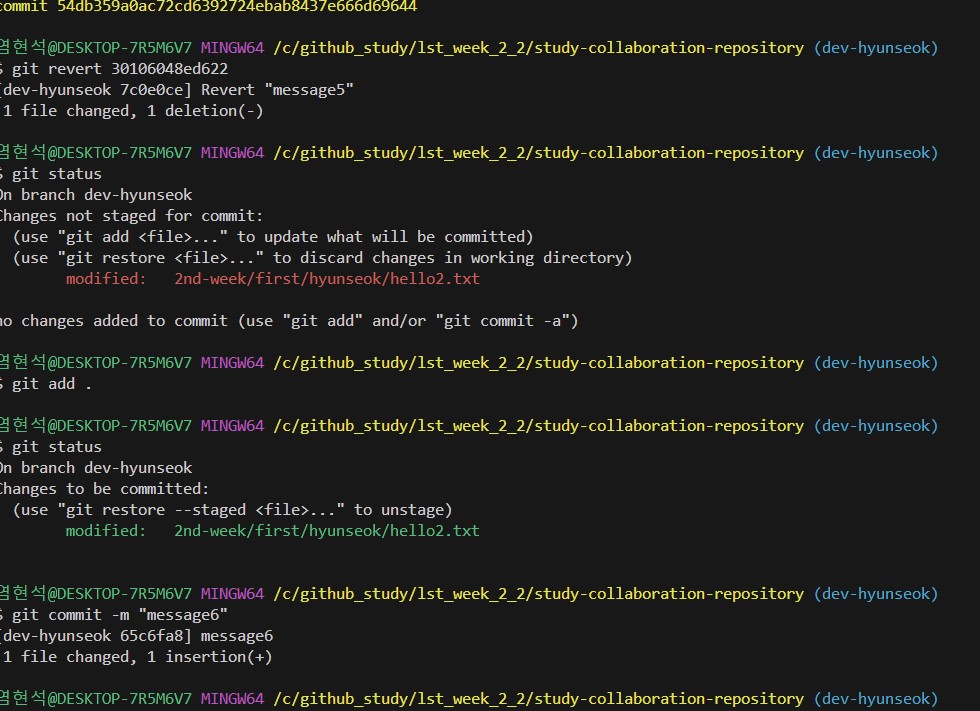 commit 54db359a0ac72cd6392724ebab8437e666d69644
염현석@DESKTOP-7R5M6V7 MINGW64 /c/github_study/lst_week_2_2/study-collaboration-repository (dev-hyunseok)
$ git revert 30106048ed622
[dev-hyunseok 7c0e0ce] Revert "message5"
1 file changed, 1 deletion(-)
염현석@DESKTOP-7R5M6V7 MINGW64 /c/github_study/lst_week_2_2/study-collaboration-repository (dev-hyunseok)
$ git status
On branch dev-hyunseok
Changes not staged for commit:
(use "git add <file>..." to update what will be committed)
(use "git restore <file>..." to discard changes in working directory)
modified:   2nd-week/first/hyunseok/hello2.txt
no changes added to commit (use "git add" and/or "git commit -a")
염현석@DESKTOP-7R5M6V7 MINGW64 /c/github_study/lst_week_2_2/study-collaboration-repository (dev-hyunseok)
$ git add .
염현석@DESKTOP-7R5M6V7 MINGW64 /c/github_study/lst_week_2_2/study-collaboration-repository (dev-hyunseok)
$ git status
On branch dev-hyunseok
Changes to be committed:
(use "git restore --staged <file>..." to unstage)
modified:   2nd-week/first/hyunseok/hello2.txt
염현석@DESKTOP-7R5M6V7 MINGW64 /c/github_study/lst_week_2_2/study-collaboration-repository (dev-hyunseok)
$ git commit -m "message6"
[dev-hyunseok 65c6fa8] message6
1 file changed, 1 insertion(+)
염현석@DESKTOP-7R5M6V7 MINGW64 /c/github_study/lst_week_2_2/study-collaboration-repository (dev-hyunseok)